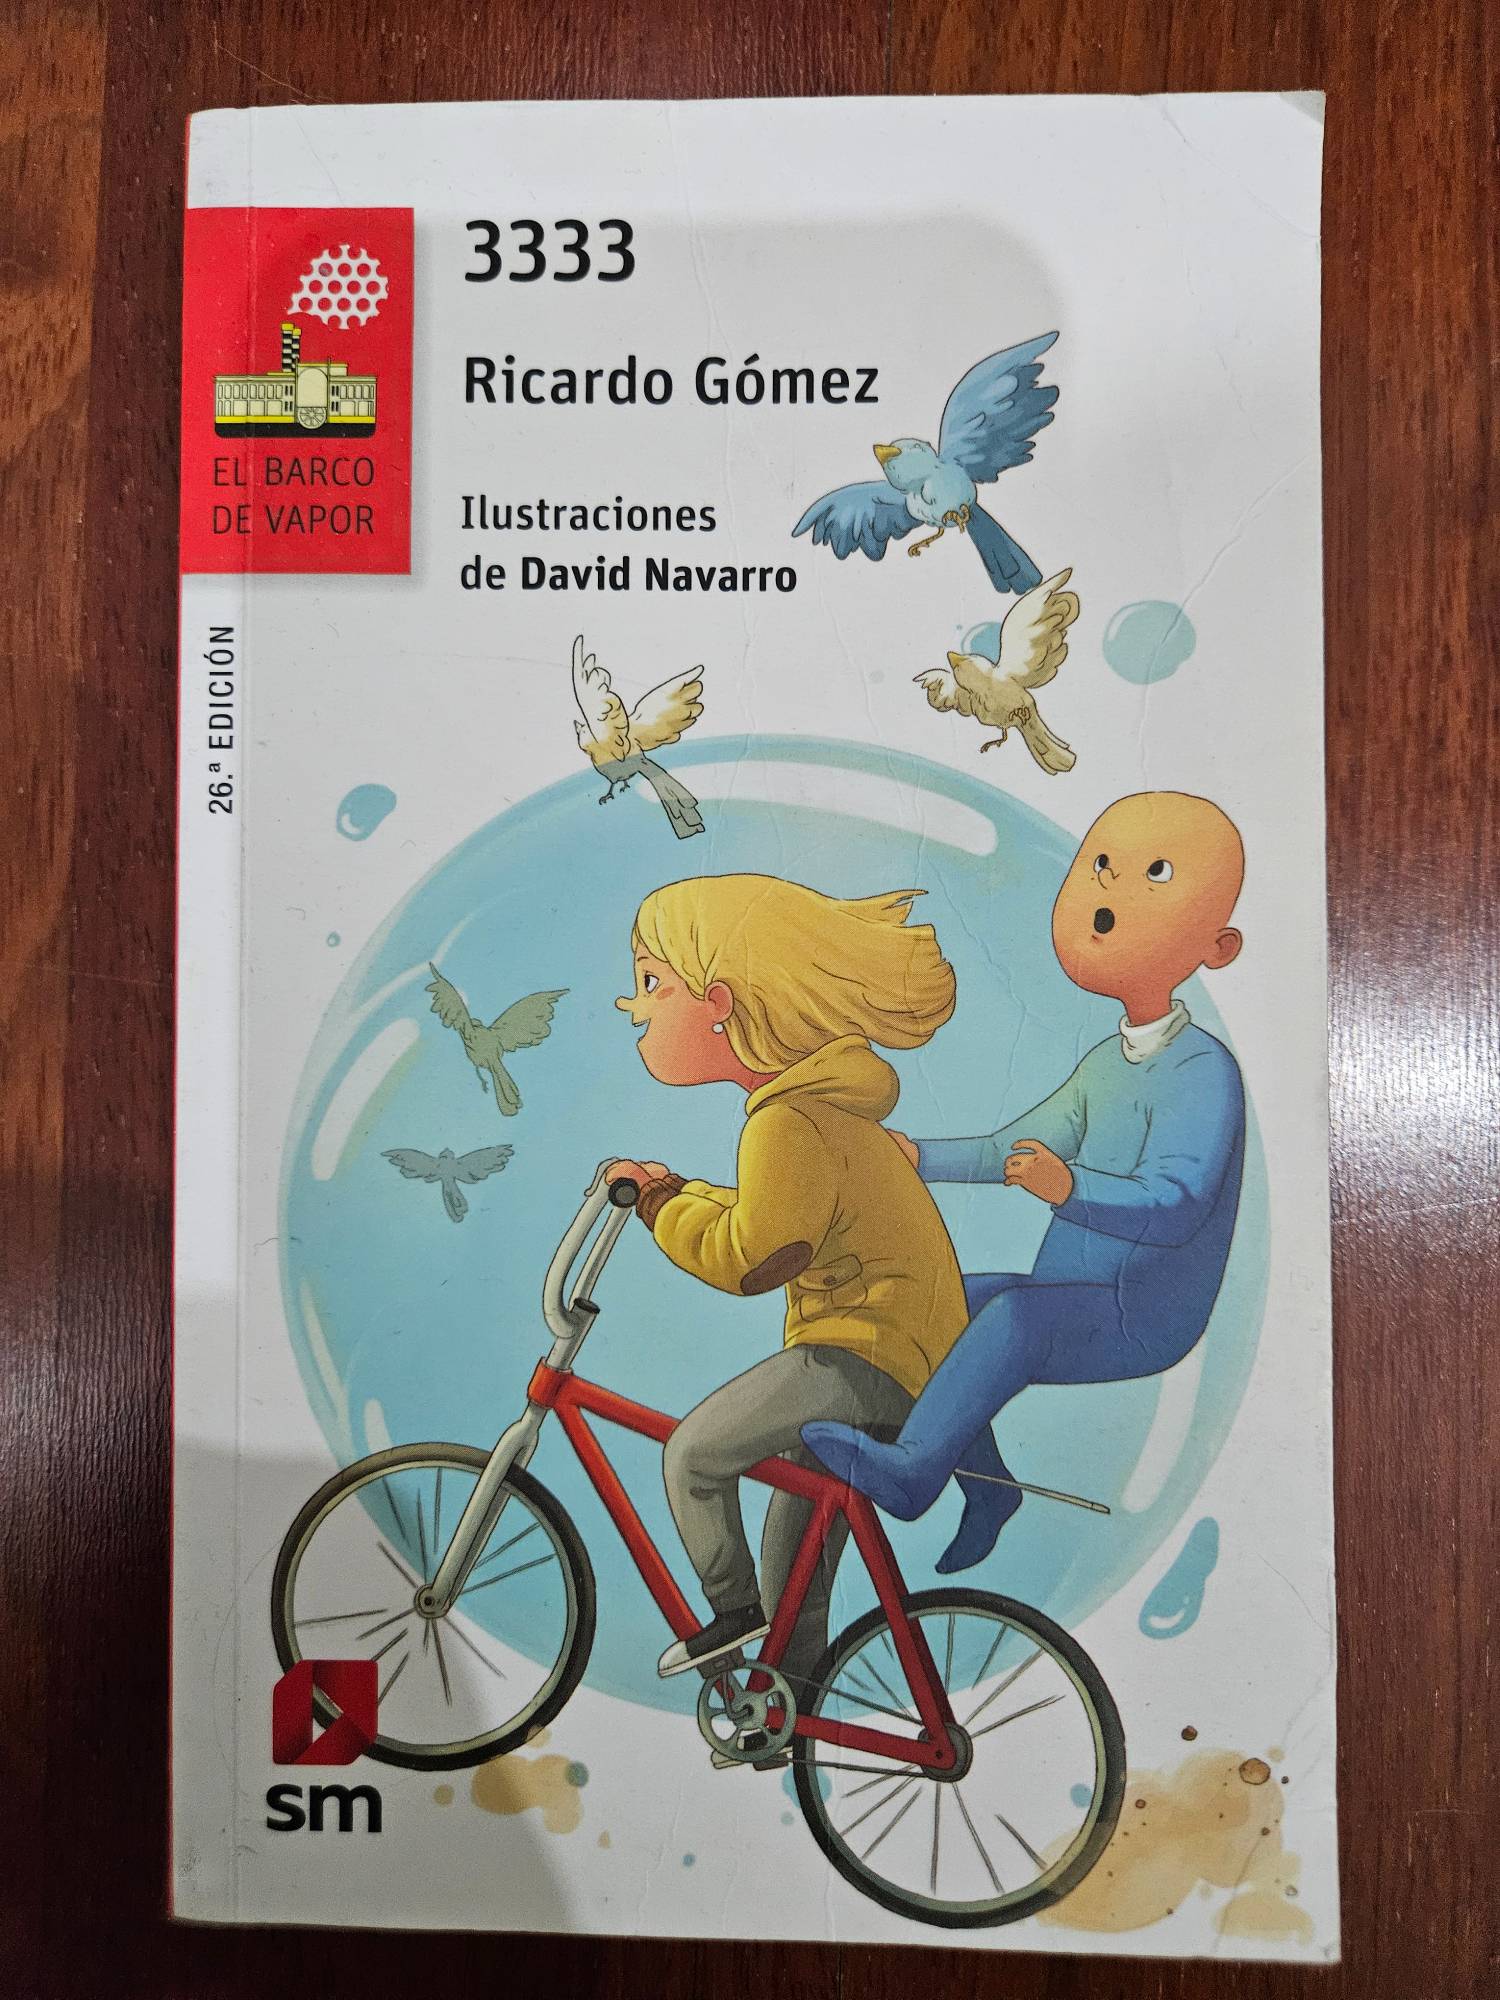 3333
Ricardo Gómez
Ilustraciones
de David Navarro
EL BARCO
DE VAPOR
26.ª EDICIÓN
sm